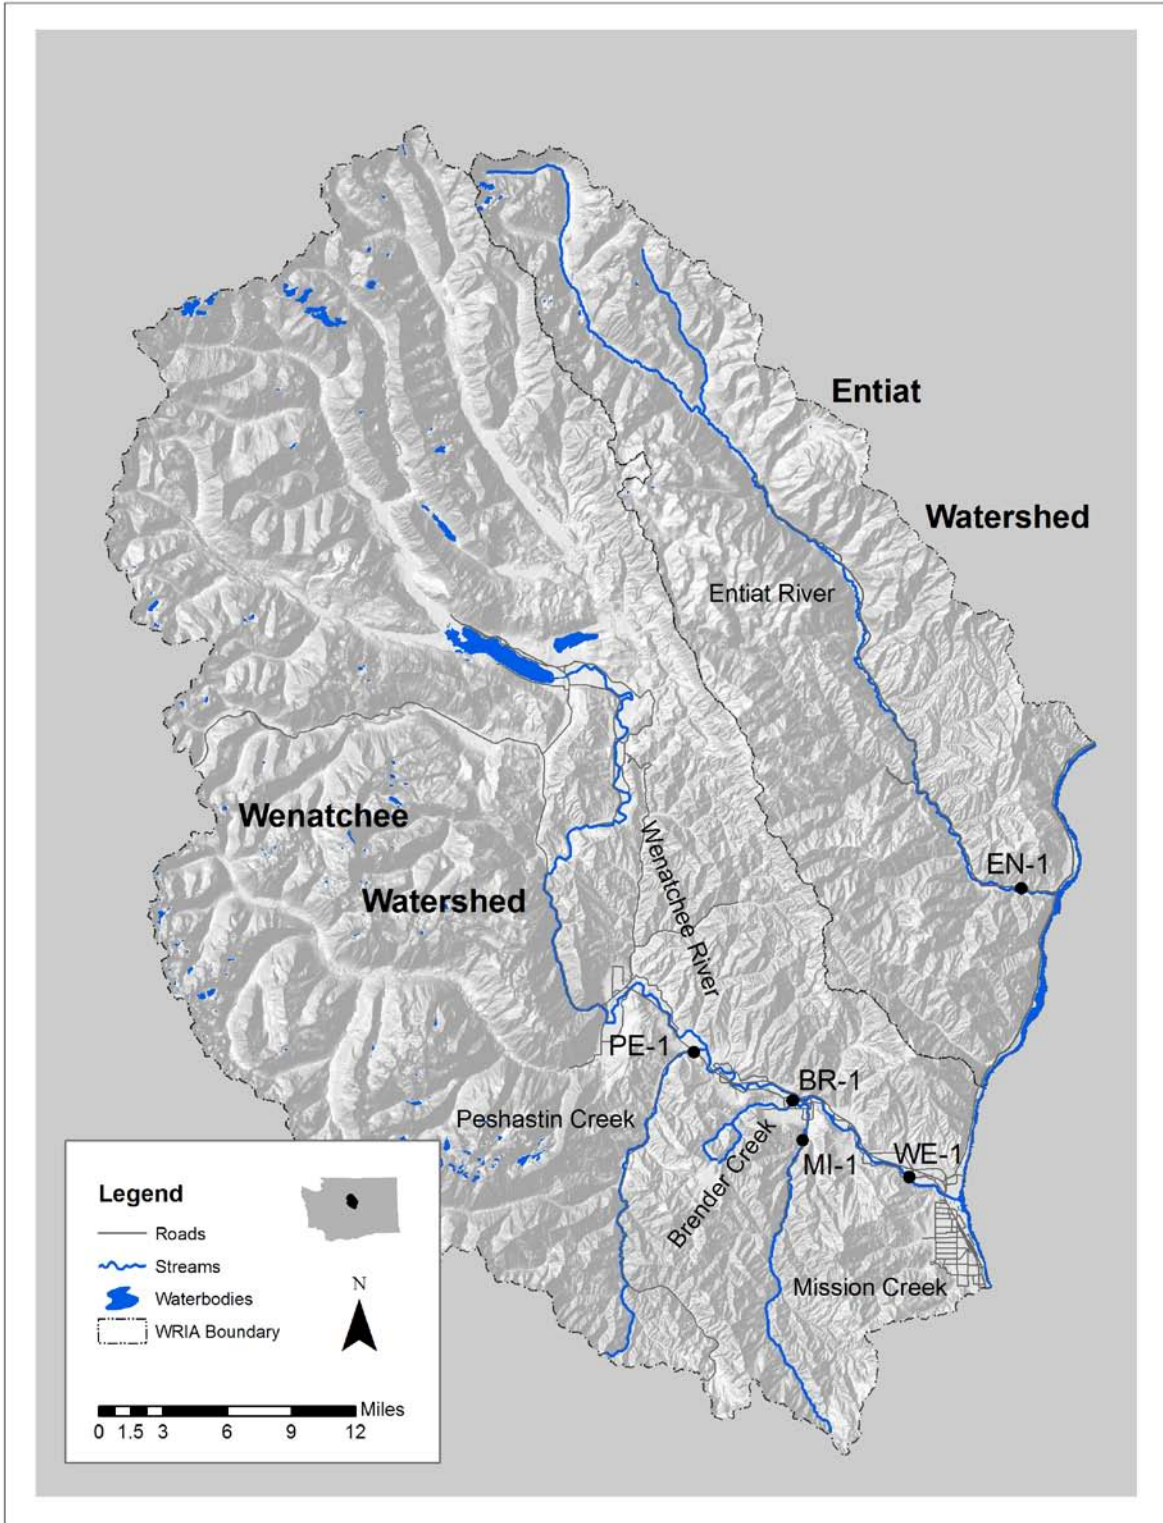 Entiat
Watershed
Entiat River
Wenatchee
Watershed
Wenatchee River
EN-1
PE-1
BR-1
Peshastin Creek
Brender Creek
MI-1
WE-1
Mission Creek
Legend
Roads
Streams
Waterbodies
WRIA Boundary
N
Miles
0 1.5 3 6 9 12